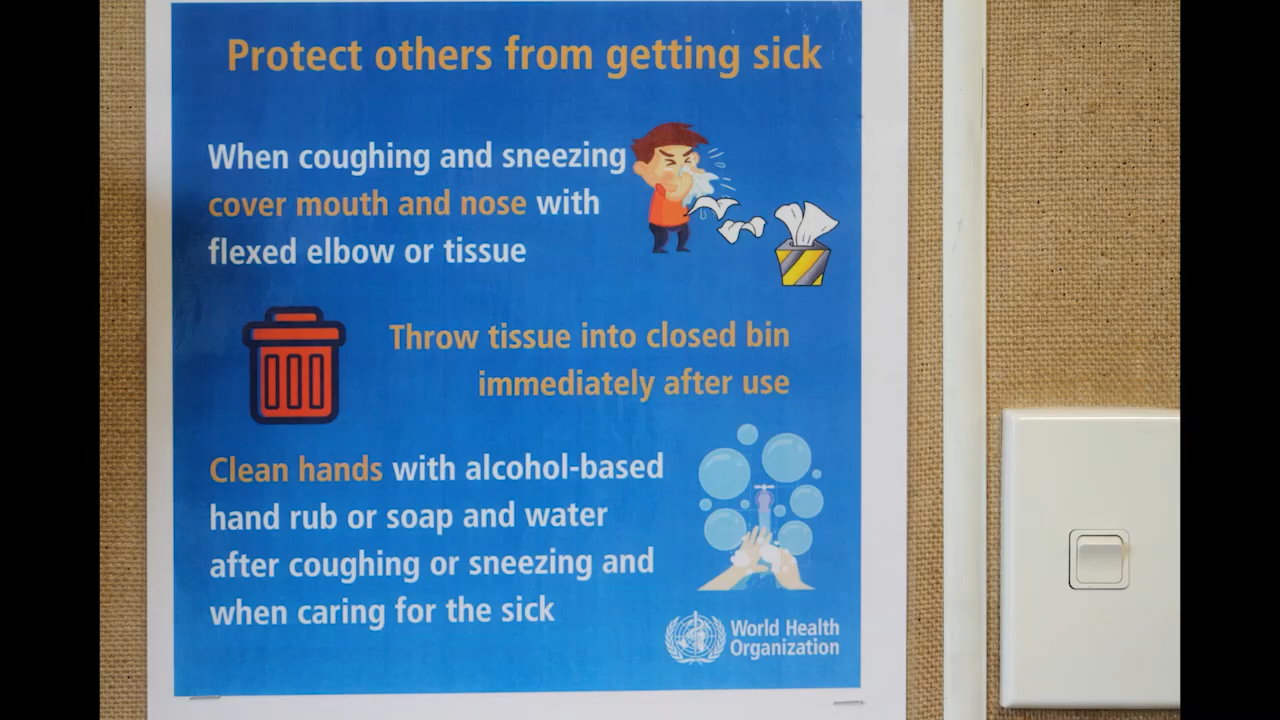 Protect others from getting sick
When coughing and sneezing
cover mouth and nose with
flexed elbow or tissue
Throw tissue into closed bin
immediately after use
Clean hands with alcohol-based
hand rub or soap and water
after coughing or sneezing and
when caring for the sick
World Health
Organization